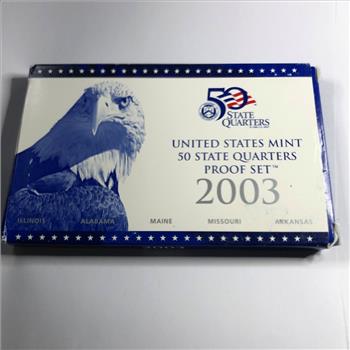 50
STATE
QUARTERS
UNITED STATES MINT
50 STATE QUARTERS
PROOF SET™
2003
ILLINOIS ALABAMA MAINE MISSOURI ARKANSAS